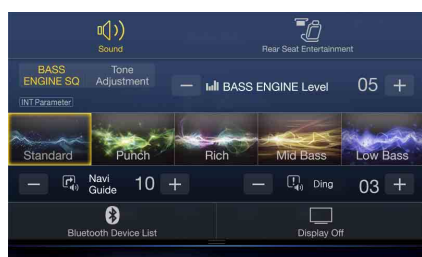 Sound
Rear Seat Entertainment
BASS
ENGINE SQ
Tone
Adjustment
INT Parameter
BASS ENGINE Level
05
Standard
Punch
Rich
Mid Bass
Low Bass
Navi
Guide
10
Ding
03
Bluetooth Device List
Display Off